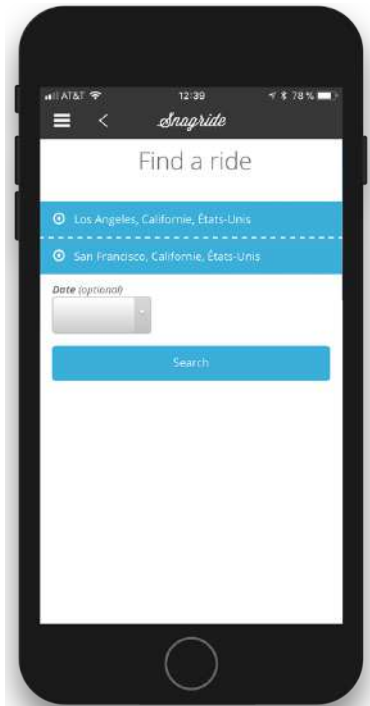 AT&T 12:39 78 %
Snagride
Find a ride
Los Angeles, Californie, États-Unis
San Francisco, Californie, États-Unis
Date (optional)
Search